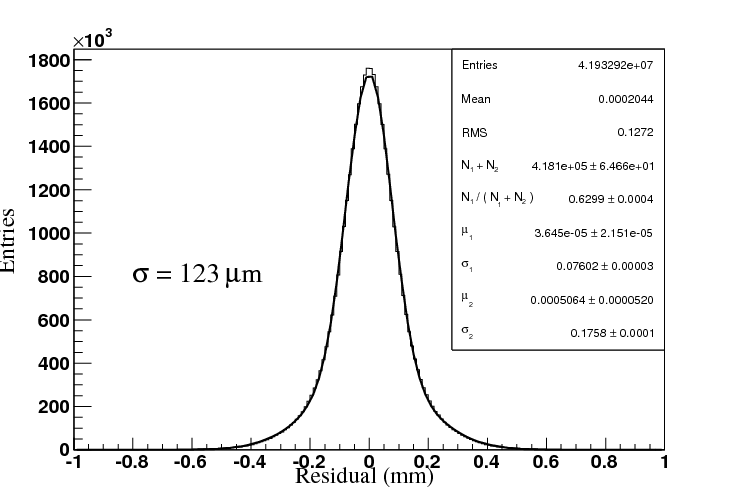 ×10³
1800
1600
1400
1200
1000
800
600
400
200
0
Entries
σ = 123 μm
Entries 4.193292e+07
Mean 0.0002044
RMS 0.1272
N₁ + N₂ 4.181e+05 ± 6.466e+01
N₁ / ( N₁ + N₂ ) 0.6299 ± 0.0004
μ₁ 3.645e-05 ± 2.151e-05
σ₁ 0.07602 ± 0.00003
μ₂ 0.0005064 ± 0.0000520
σ₂ 0.1758 ± 0.0001
-1 -0.8 -0.6 -0.4 -0.2 0 0.2 0.4 0.6 0.8 1
Residual (mm)